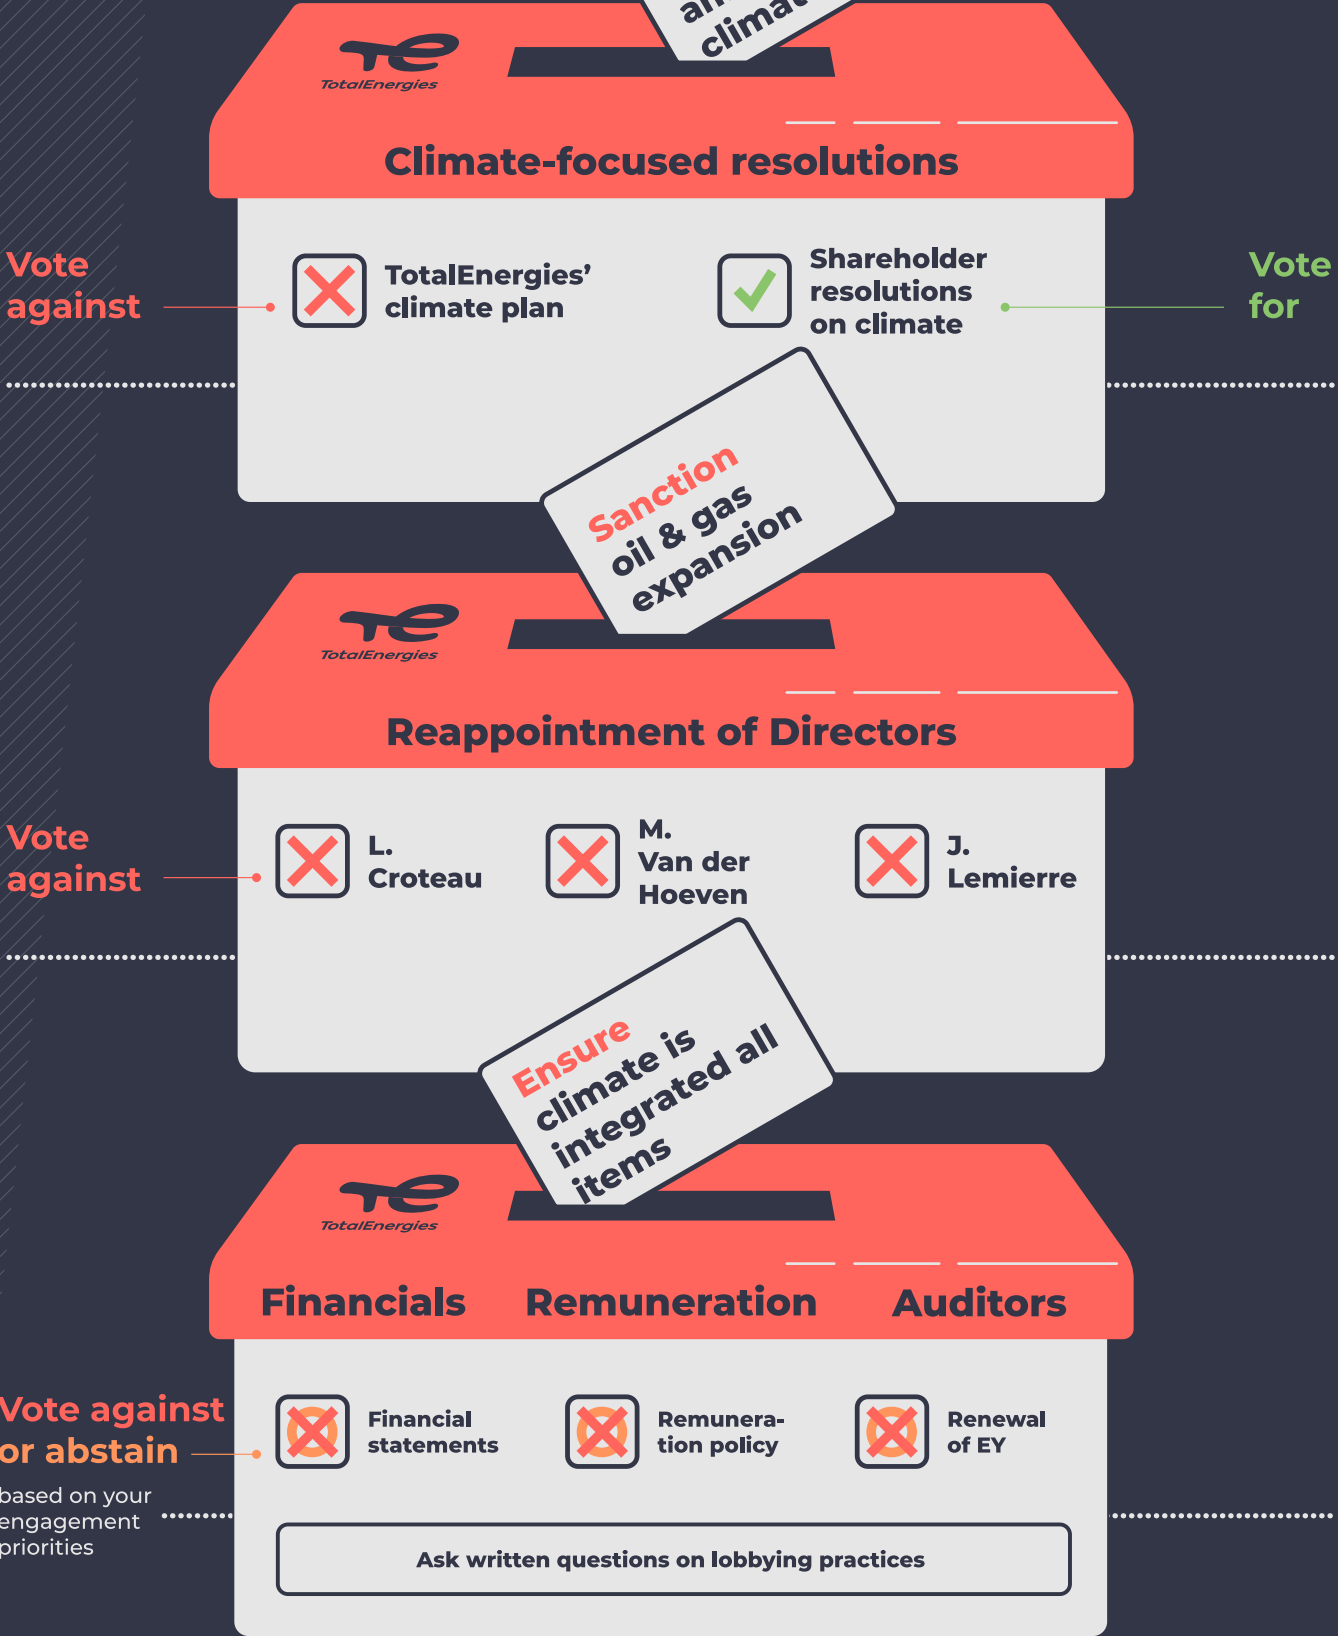 climat
TotalEnergies
Climate-focused resolutions
Vote
against
TotalEnergies’
climate plan
Shareholder
resolutions
on climate
Vote
for
Sanction
oil & gas
expansion
TotalEnergies
Reappointment of Directors
Vote
against
L.
Croteau
M.
Van der
Hoeven
J.
Lemierre
Ensure
climate is
integrated all
items
TotalEnergies
Financials
Remuneration
Auditors
Vote against
or abstain
based on your
engagement
priorities
Financial
statements
Remunera-
tion policy
Renewal
of EY
Ask written questions on lobbying practices